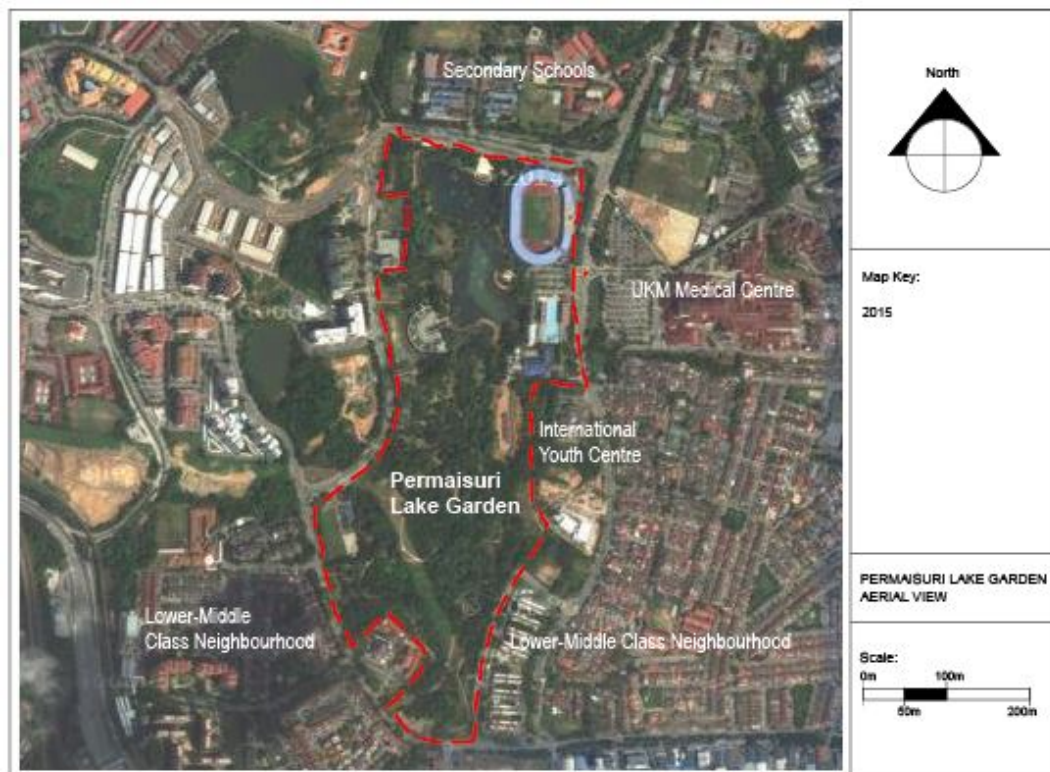 Secondary Schools
UKM Medical Centre
International
Youth Centre
Permaisuri
Lake Garden
Lower-Middle
Class Neighbourhood
Lower-Middle Class Neighbourhood
North
Map Key:
2015
PERMAISURI LAKE GARDEN
AERIAL VIEW
Scale:
0m 100m
50m 200m